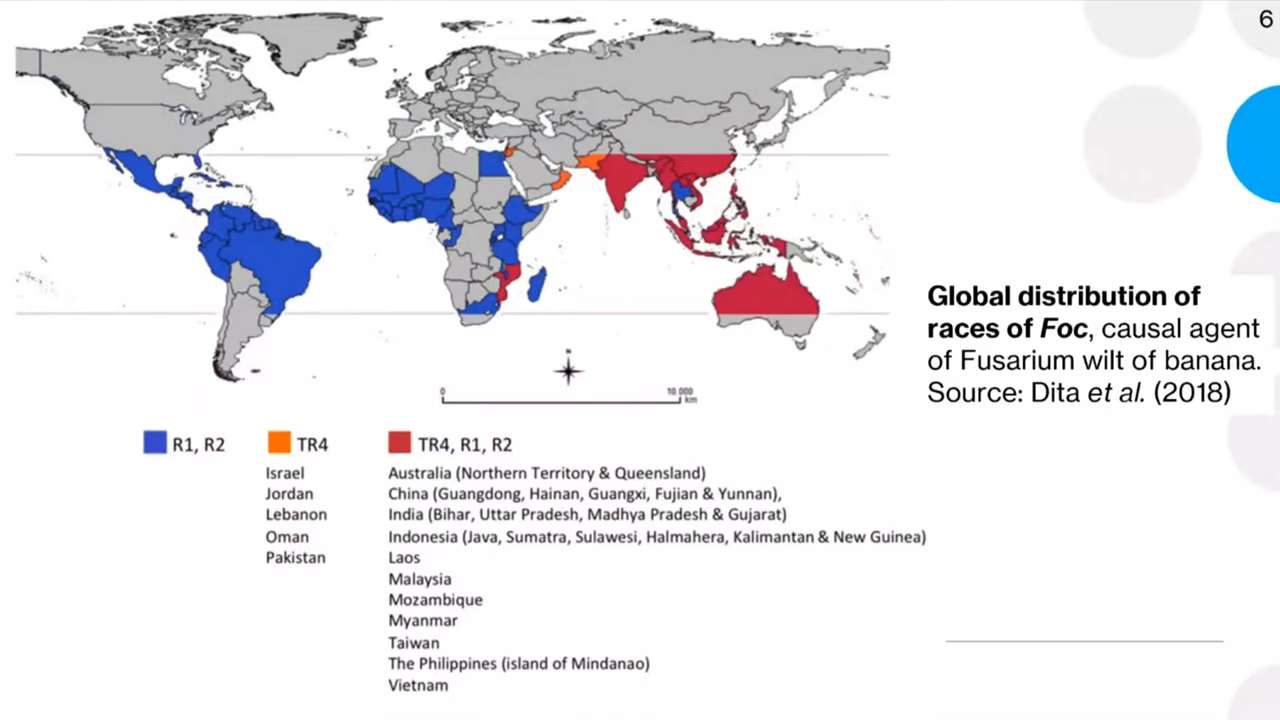 6
N
0
10 000
km
Global distribution of
races of Foc, causal agent
of Fusarium wilt of banana.
Source: Dita et al. (2018)
R1, R2
TR4
TR4, R1, R2
Israel
Jordan
Lebanon
Oman
Pakistan
Australia (Northern Territory & Queensland)
China (Guangdong, Hainan, Guangxi, Fujian & Yunnan),
India (Bihar, Uttar Pradesh, Madhya Pradesh & Gujarat)
Indonesia (Java, Sumatra, Sulawesi, Halmahera, Kalimantan & New Guinea)
Laos
Malaysia
Mozambique
Myanmar
Taiwan
The Philippines (island of Mindanao)
Vietnam